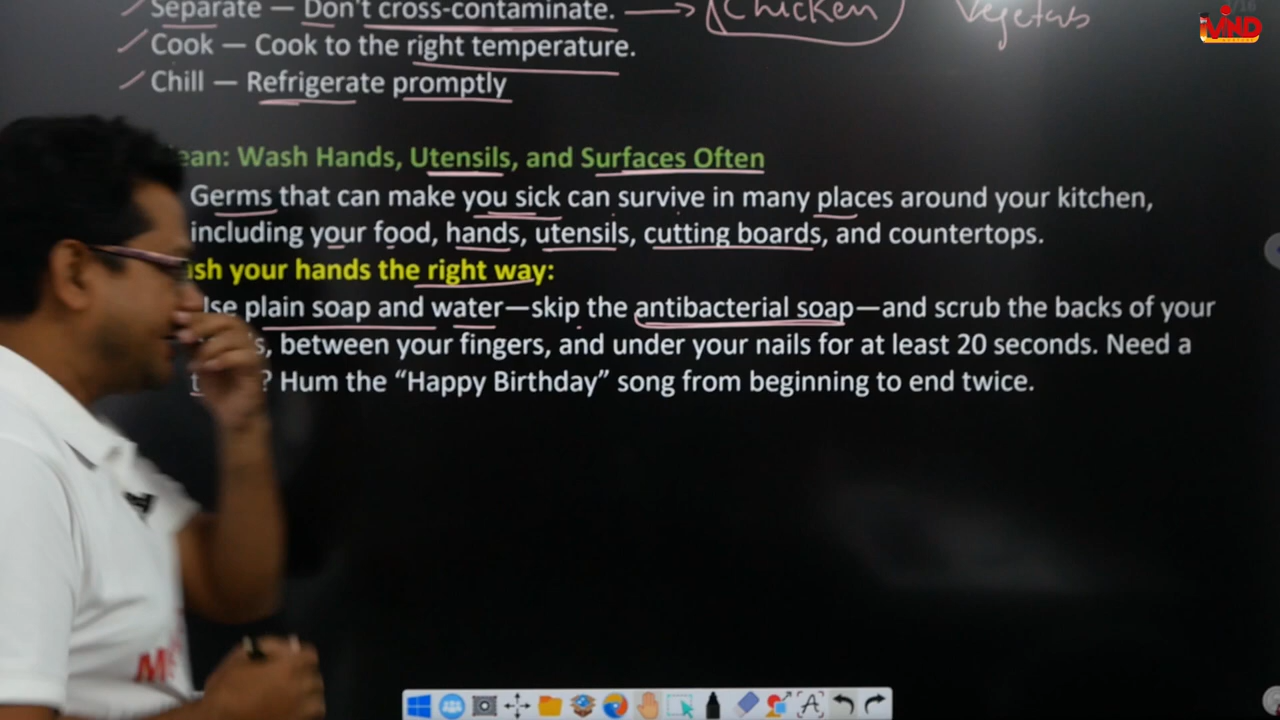 Separate — Don't cross-contaminate. Chicken
Cook — Cook to the right temperature.
Chill — Refrigerate promptly
ean: Wash Hands, Utensils, and Surfaces Often
Germs that can make you sick can survive in many places around your kitchen,
including your food, hands, utensils, cutting boards, and countertops.
sh your hands the right way:
Use plain soap and water—skip the antibacterial soap—and scrub the backs of your
s, between your fingers, and under your nails for at least 20 seconds. Need a
t ? Hum the “Happy Birthday” song from beginning to end twice.